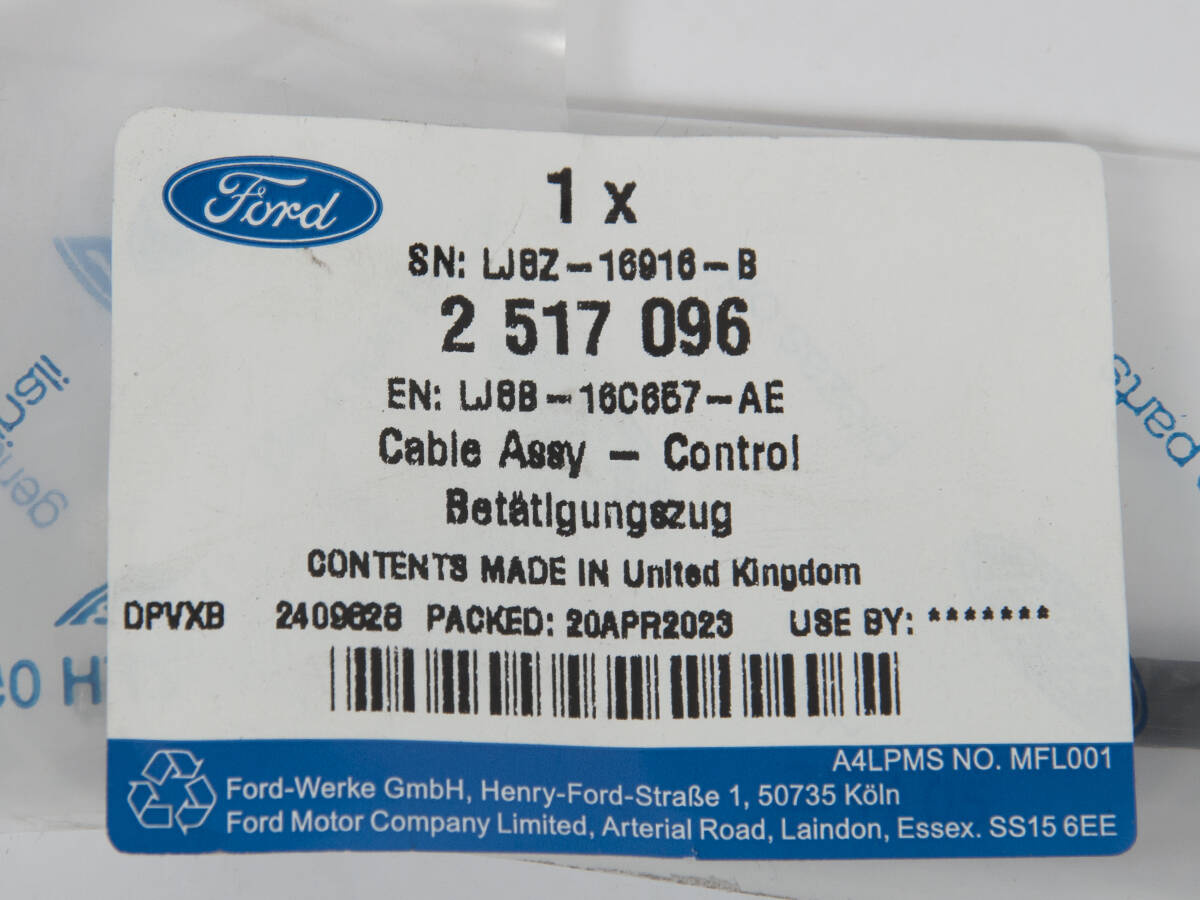 Ford
1 x
SN: LJ8Z-16916-B
2 517 096
EN: LJ8B-16C657-AE
Cable Assy - Control
Betätigungszug
CONTENTS MADE IN United Kingdom
DPVXB 2409628 PACKED: 20APR2023 USE BY: *******
A4LPMS NO. MFL001
Ford-Werke GmbH, Henry-Ford-Straße 1, 50735 Köln
Ford Motor Company Limited, Arterial Road, Laindon, Essex. SS15 6EE
parts